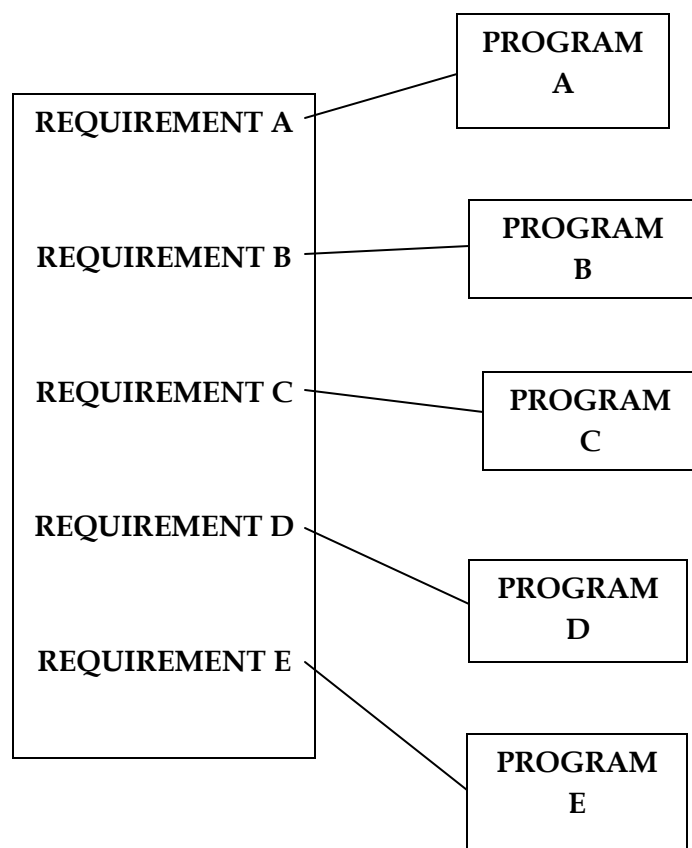 REQUIREMENT A
REQUIREMENT B
REQUIREMENT C
REQUIREMENT D
REQUIREMENT E
PROGRAM
A
PROGRAM
B
PROGRAM
C
PROGRAM
D
PROGRAM
E